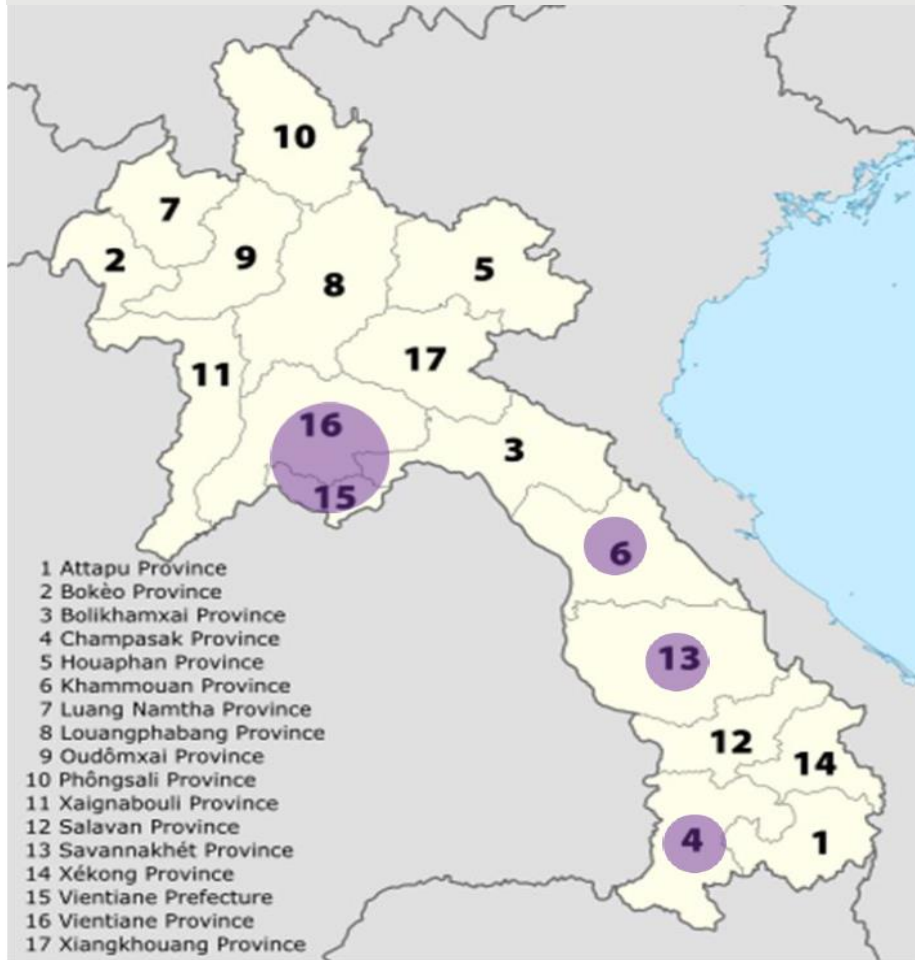 10
7
9
2
5
8
17
11
16
3
15
6
13
12
14
4
1
1 Attapu Province
2 Bokèo Province
3 Bolikhamxai Province
4 Champasak Province
5 Houaphan Province
6 Khammouan Province
7 Luang Namtha Province
8 Louangphabang Province
9 Oudômxai Province
10 Phôngsali Province
11 Xaignabouli Province
12 Salavan Province
13 Savannakhét Province
14 Xékong Province
15 Vientiane Prefecture
16 Vientiane Province
17 Xiangkhouang Province